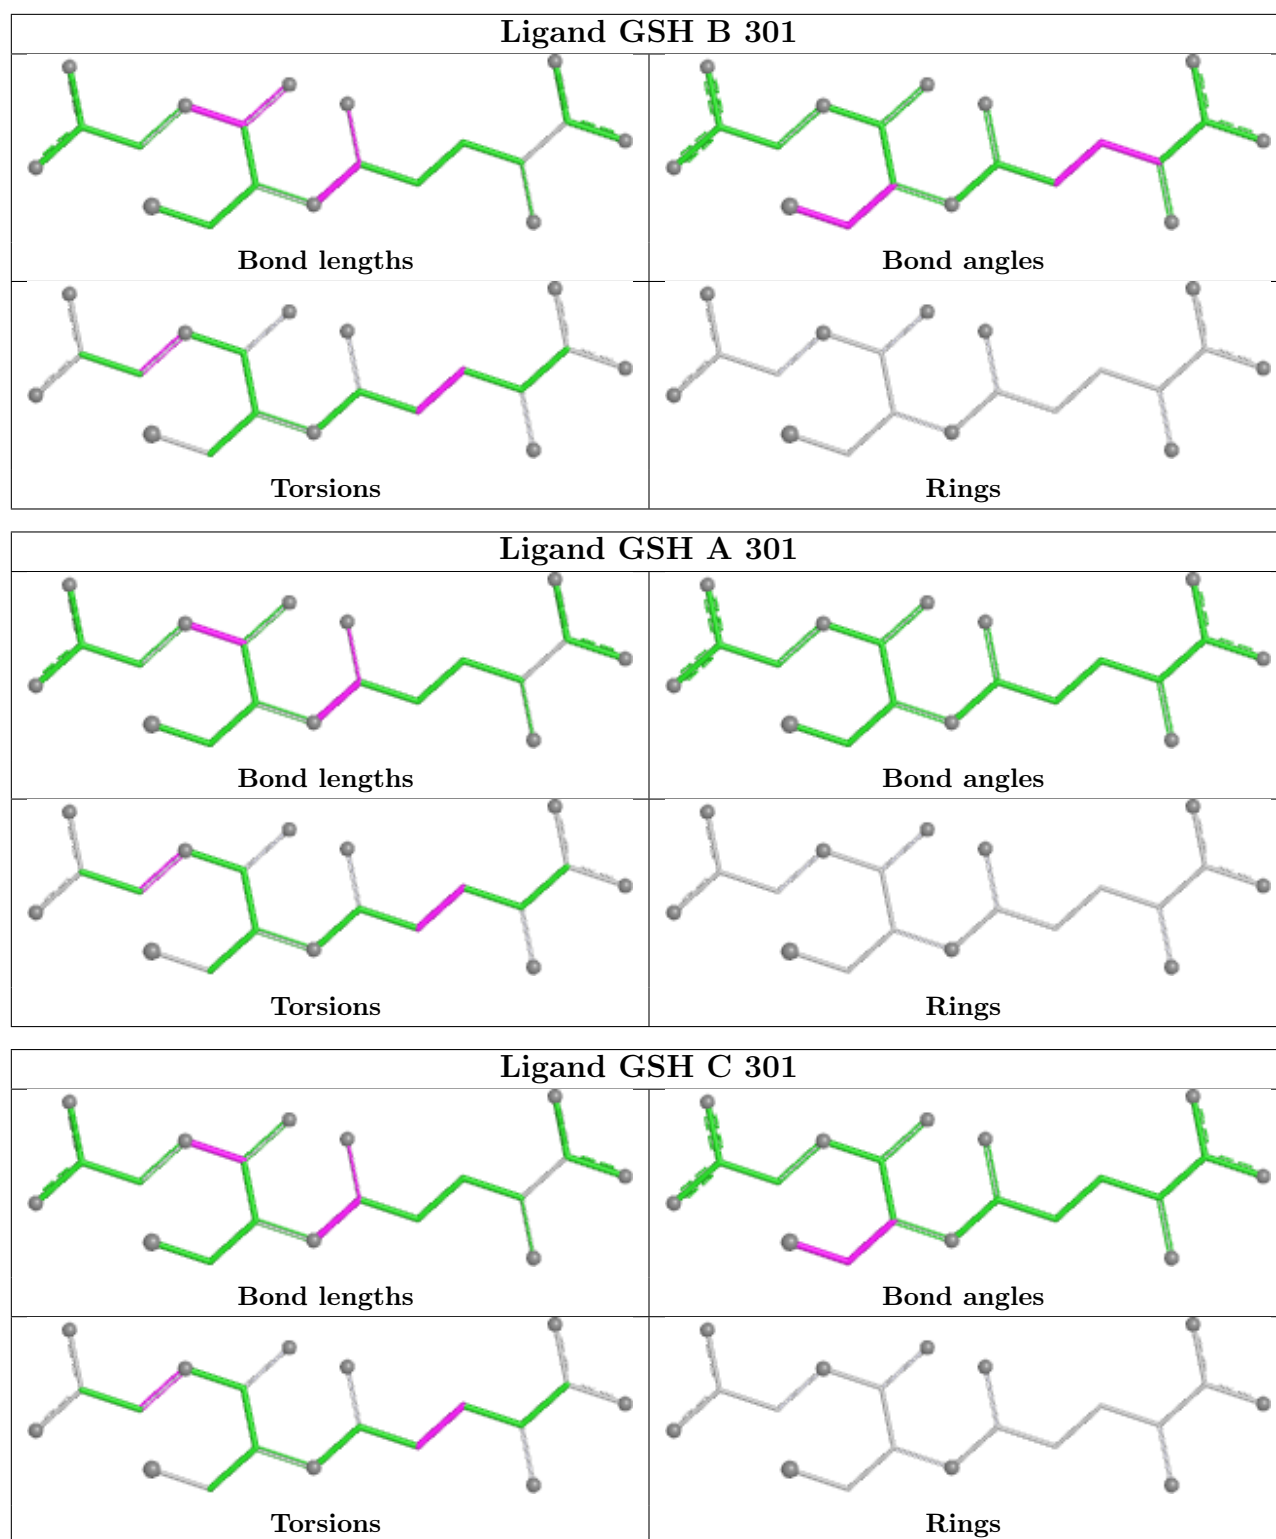 Ligand GSH B 301
Bond lengths
Bond angles
Torsions
Rings
Ligand GSH A 301
Bond lengths
Bond angles
Torsions
Rings
Ligand GSH C 301
Bond lengths
Bond angles
Torsions
Rings